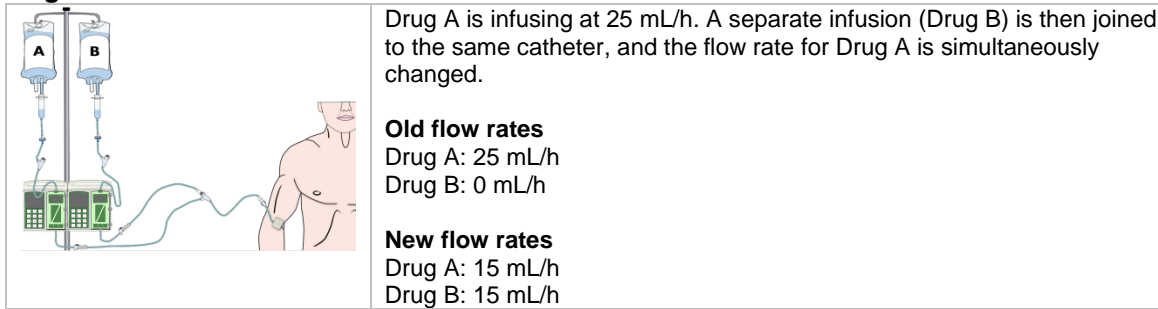 A B
Drug A is infusing at 25 mL/h. A separate infusion (Drug B) is then joined
to the same catheter, and the flow rate for Drug A is simultaneously
changed.
Old flow rates
Drug A: 25 mL/h
Drug B: 0 mL/h
New flow rates
Drug A: 15 mL/h
Drug B: 15 mL/h